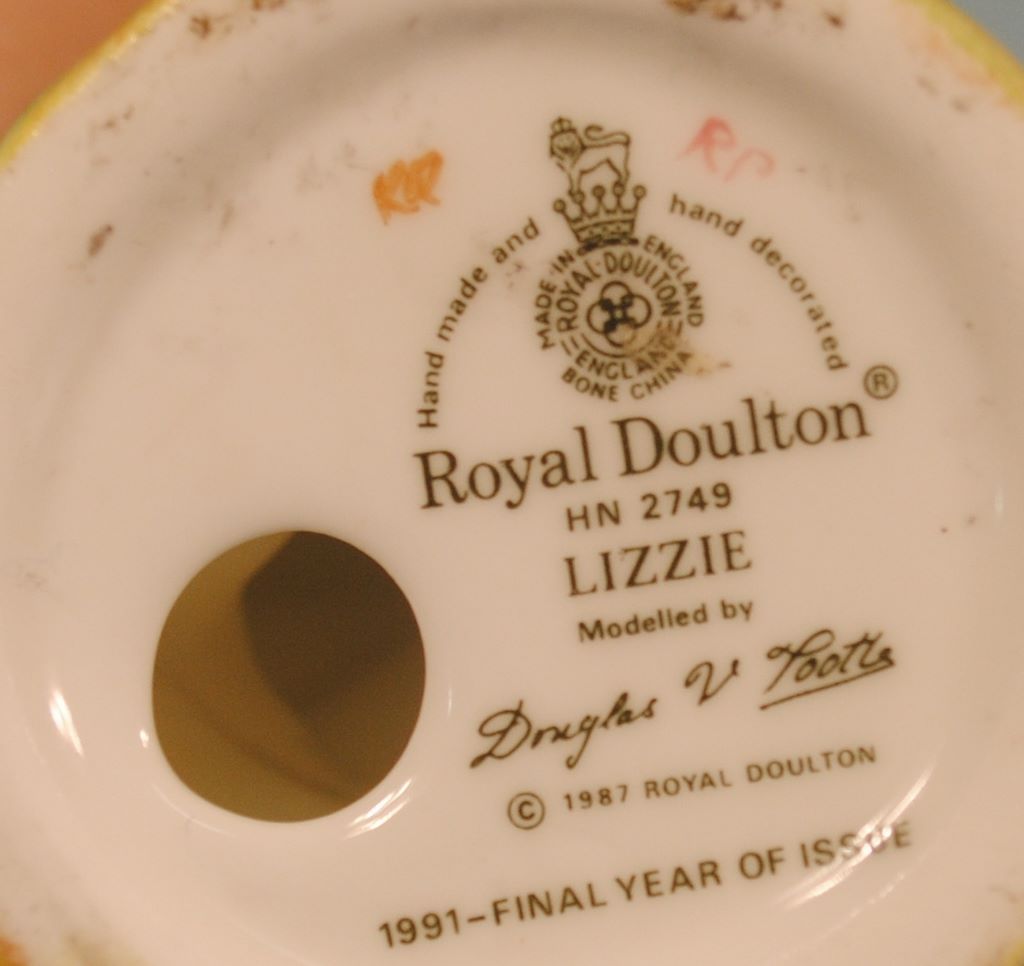 Hand made and hand decorated
MADE IN ENGLAND
ROYAL DOULTON
ENGLAND
BONE CHINA
Royal Doulton®
HN 2749
LIZZIE
Modelled by
Douglas V Tootle
© 1987 ROYAL DOULTON
1991-FINAL YEAR OF ISSUE